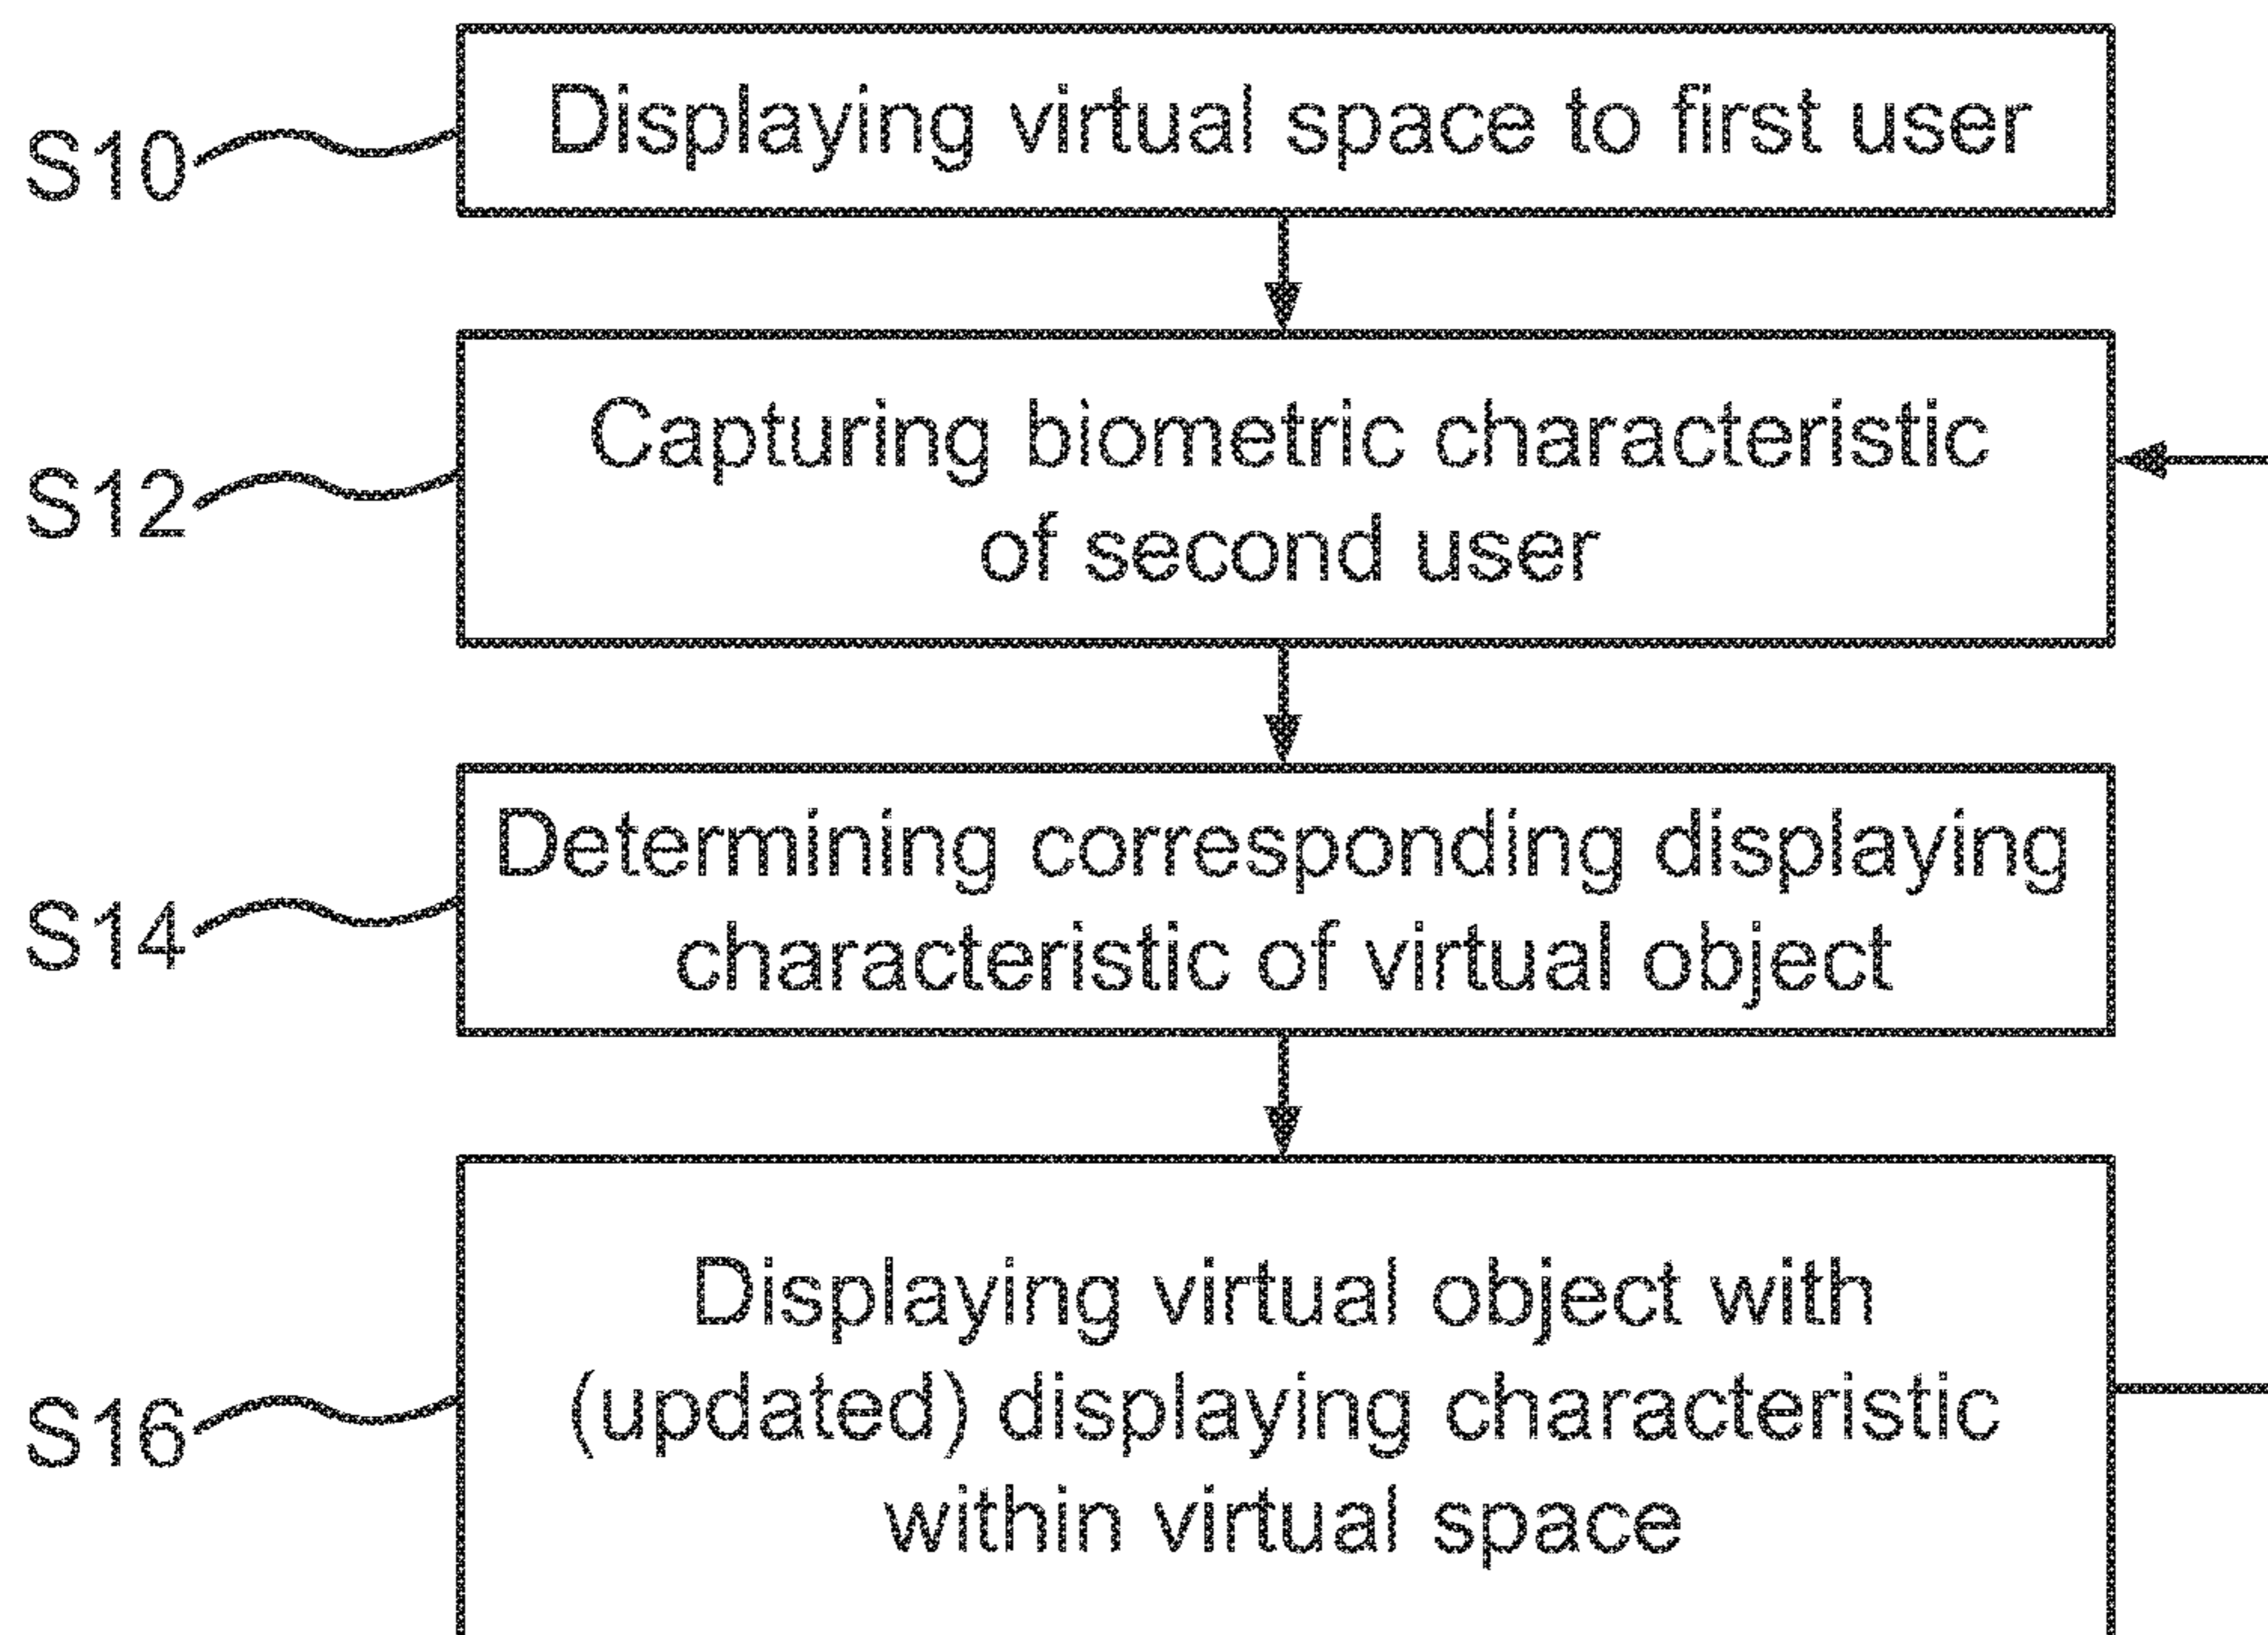 S10
Displaying virtual space to first user
S12
Capturing biometric characteristic
of second user
S14
Determining corresponding displaying
characteristic of virtual object
S16
Displaying virtual object with
(updated) displaying characteristic
within virtual space